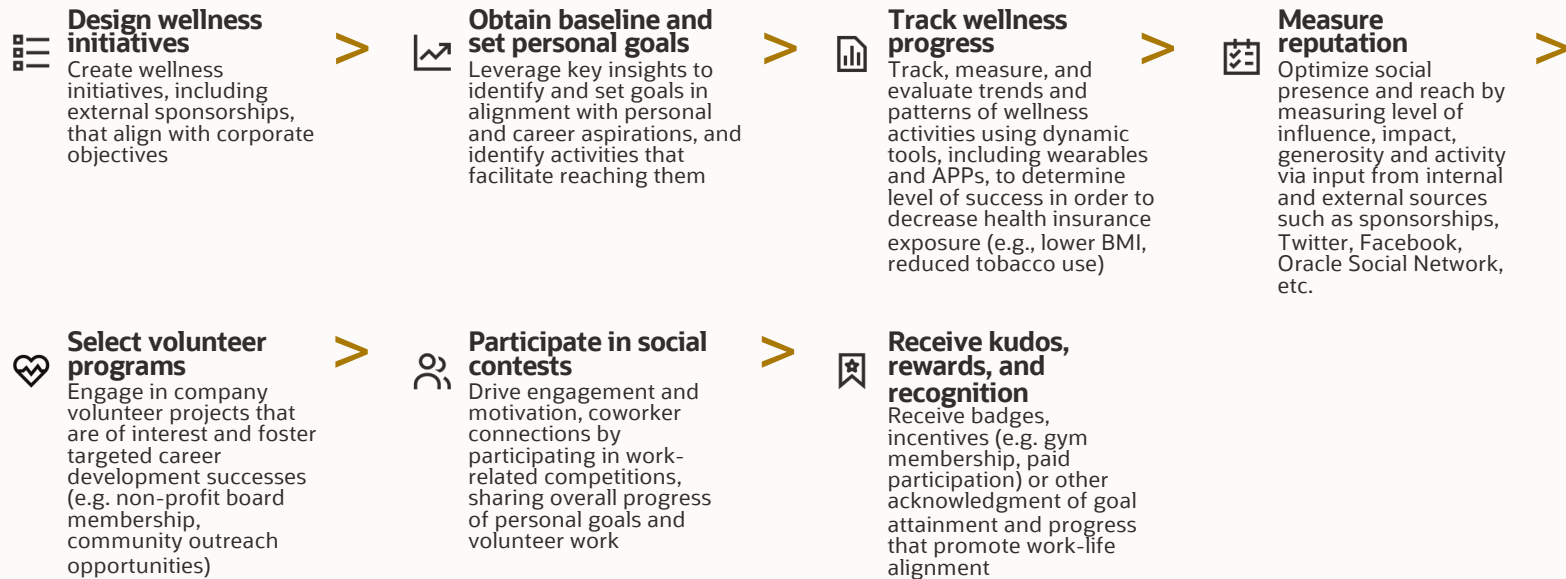 Design wellness
initiatives
Create wellness
initiatives, including
external sponsorships,
that align with corporate
objectives
>
Obtain baseline and
set personal goals
Leverage key insights to
identify and set goals in
alignment with personal
and career aspirations, and
identify activities that
facilitate reaching them
>
Track wellness
progress
Track, measure, and
evaluate trends and
patterns of wellness
activities using dynamic
tools, including wearables
and APPs, to determine
level of success in order to
decrease health insurance
exposure (e.g., lower BMI,
reduced tobacco use)
>
Measure
reputation
Optimize social
presence and reach by
measuring level of
influence, impact,
generosity and activity
via input from internal
and external sources
such as sponsorships,
Twitter, Facebook,
Oracle Social Network,
etc.
>
Select volunteer
programs
Engage in company
volunteer projects that
are of interest and foster
targeted career
development successes
(e.g. non-profit board
membership,
community outreach
opportunities)
>
Participate in social
contests
Drive engagement and
motivation, coworker
connections by
participating in work-
related competitions,
sharing overall progress
of personal goals and
volunteer work
>
Receive kudos,
rewards, and
recognition
Receive badges,
incentives (e.g. gym
membership, paid
participation) or other
acknowledgment of goal
attainment and progress
that promote work-life
alignment